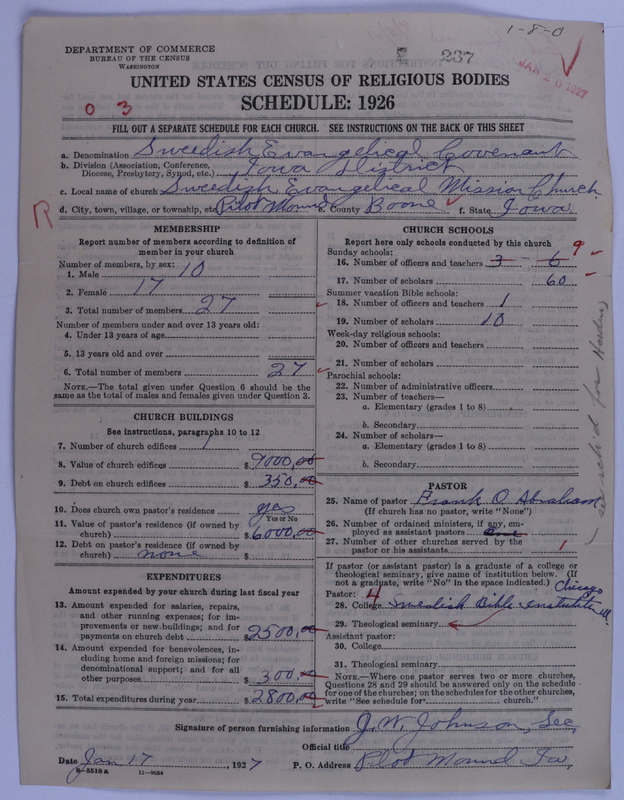 1-8-0
DEPARTMENT OF COMMERCE
BUREAU OF THE CENSUS
WASHINGTON
E 237
JAN 20 1927
UNITED STATES CENSUS OF RELIGIOUS BODIES
SCHEDULE: 1926
0 3
FILL OUT A SEPARATE SCHEDULE FOR EACH CHURCH. SEE INSTRUCTIONS ON THE BACK OF THIS SHEET
a. Denomination Swedish Evangelical Covenant
b. Division (Association, Conference, Diocese, Presbytery, Synod, etc.) Iowa District
c. Local name of church Swedish Evangelical Mission Church
R
d. City, town, village, or township, etc. Pilot Mound e. County Boone f. State Iowa
MEMBERSHIP
Report number of members according to definition of
member in your church
Number of members, by sex:
1. Male 10
2. Female 17
3. Total number of members 27
Number of members under and over 13 years old:
4. Under 13 years of age
5. 13 years old and over
6. Total number of members 27
NOTE.—The total given under Question 6 should be the
same as the total of males and females given under Question 3.
CHURCH BUILDINGS
See instructions, paragraphs 10 to 12
7. Number of church edifices 1
8. Value of church edifices $ 9000,00
9. Debt on church edifices $ 350,00
10. Does church own pastor's residence yes
Yes or No
11. Value of pastor's residence (if owned by
church) $ 6000,00
12. Debt on pastor's residence (if owned by
church) none $
EXPENDITURES
Amount expended by your church during last fiscal year
13. Amount expended for salaries, repairs,
and other running expenses; for im-
provements or new buildings; and for
payments on church debt $ 2500,00
14. Amount expended for benevolences, in-
cluding home and foreign missions; for
denominational support; and for all
other purposes $ 300,00
15. Total expenditures during year $ 2800,00
CHURCH SCHOOLS
Report here only schools conducted by this church
Sunday schools:
16. Number of officers and teachers 3 - 6 9
17. Number of scholars 60
Summer vacation Bible schools:
18. Number of officers and teachers 1
19. Number of scholars 10
Week-day religious schools:
20. Number of officers and teachers
21. Number of scholars
Parochial schools:
22. Number of administrative officers
23. Number of teachers—
a. Elementary (grades 1 to 8)
b. Secondary
24. Number of scholars—
a. Elementary (grades 1 to 8)
b. Secondary
PASTOR
25. Name of pastor Frank O. Abraham
(If church has no pastor, write "None")
26. Number of ordained ministers, if any, em-
ployed as assistant pastors one
27. Number of other churches served by the
pastor or his assistants 1
If pastor (or assistant pastor) is a graduate of a college or
theological seminary, give name of institution below. (If
not a graduate, write "No" in the space indicated.)
Pastor: 4
28. College Swedish Bible institute Chicago Ill.
29. Theological seminary
Assistant pastor:
30. College
31. Theological seminary
NOTE.—Where one pastor serves two or more churches,
Questions 28 and 29 should be answered only on the schedule
for one of the churches; on the schedules for the other churches,
write "See schedule for church."
Signature of person furnishing information J. W. Johnson, Sec
Official title
Date Jan 17, 1927 P. O. Address Pilot Mound Ia,
8—5518 a 11—9054